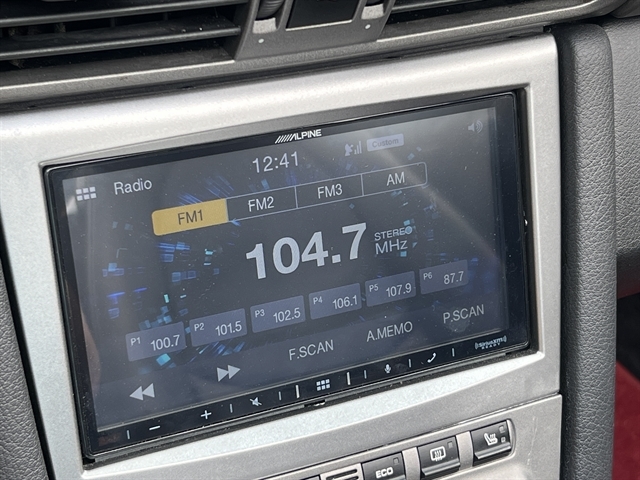 ALPINE
12:41
Custom
Radio
FM1 FM2 FM3 AM
104.7 STEREO MHz
P1 100.7 P2 101.5 P3 102.5 P4 106.1 P5 107.9 P6 87.7
F.SCAN A.MEMO P.SCAN
SiriusXM
ECO